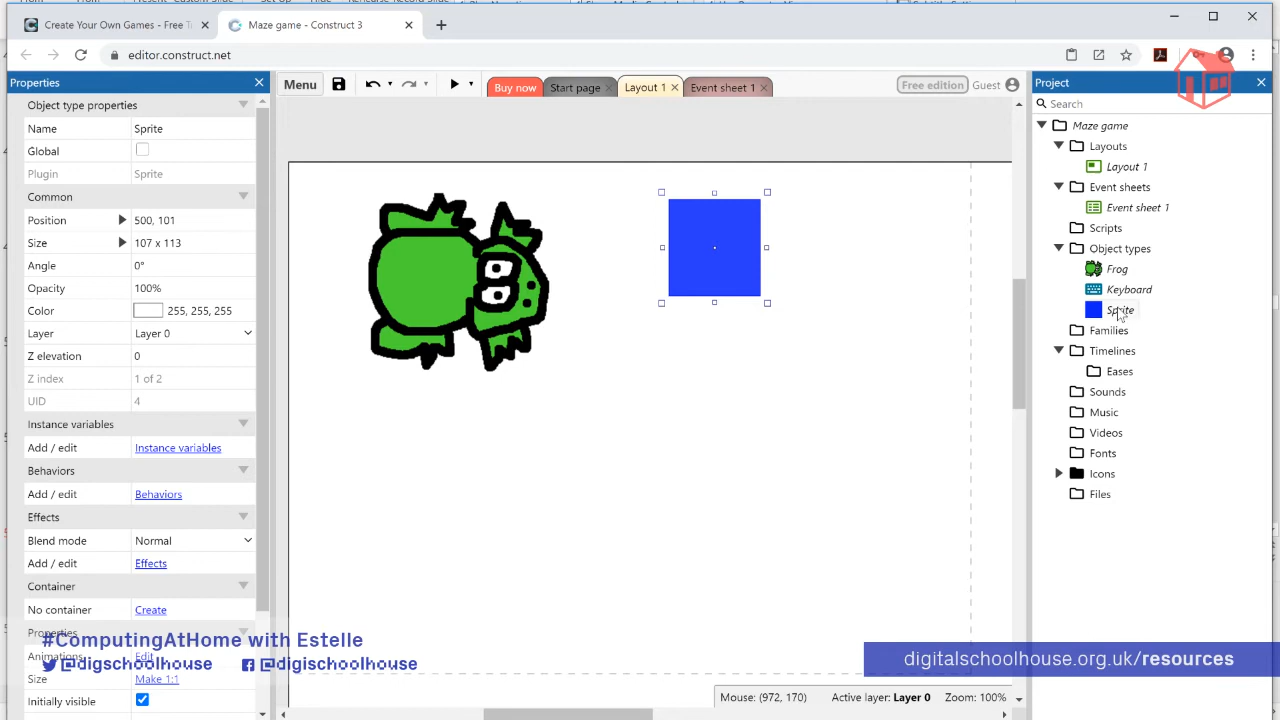 Create Your Own Games - Free Tr
Maze game - Construct 3
editor.construct.net
Properties
Menu
Buy now
Start page
Layout 1
Event sheet 1
Free edition
Guest
Project
Object type properties
Search
Name Sprite
Maze game
Global
Layouts
Plugin Sprite
Layout 1
Common
Event sheets
Position 500, 101
Event sheet 1
Size 107 x 113
Scripts
Angle 0°
Object types
Opacity 100%
Frog
Color 255, 255, 255
Keyboard
Layer Layer 0
Sprite
Z elevation 0
Families
Z index 1 of 2
Timelines
UID 4
Eases
Instance variables
Sounds
Add / edit Instance variables
Music
Behaviors
Videos
Add / edit Behaviors
Fonts
Effects
Icons
Blend mode Normal
Files
Add / edit Effects
Container
No container Create
Properties
#ComputingAtHome with Estelle
Animations Edit
@digschoolhouse @digischoolhouse
digitalschoolhouse.org.uk/resources
Size Make 1:1
Initially visible
Mouse: (972, 170) Active layer: Layer 0 Zoom: 100%